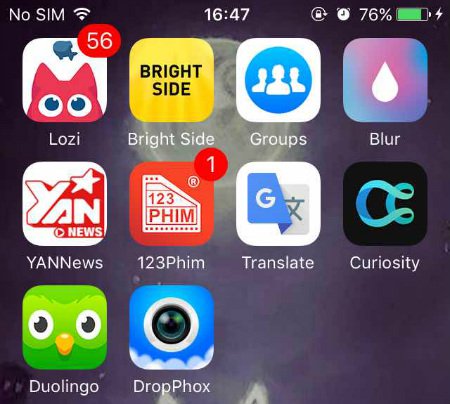 No SIM 16:47 76%
56
BRIGHT
SIDE
Lozi Bright Side Groups Blur
1
YAN
NEWS
123
PHIM
®
G
文
YANNews 123Phim Translate Curiosity
Duolingo DropPhox